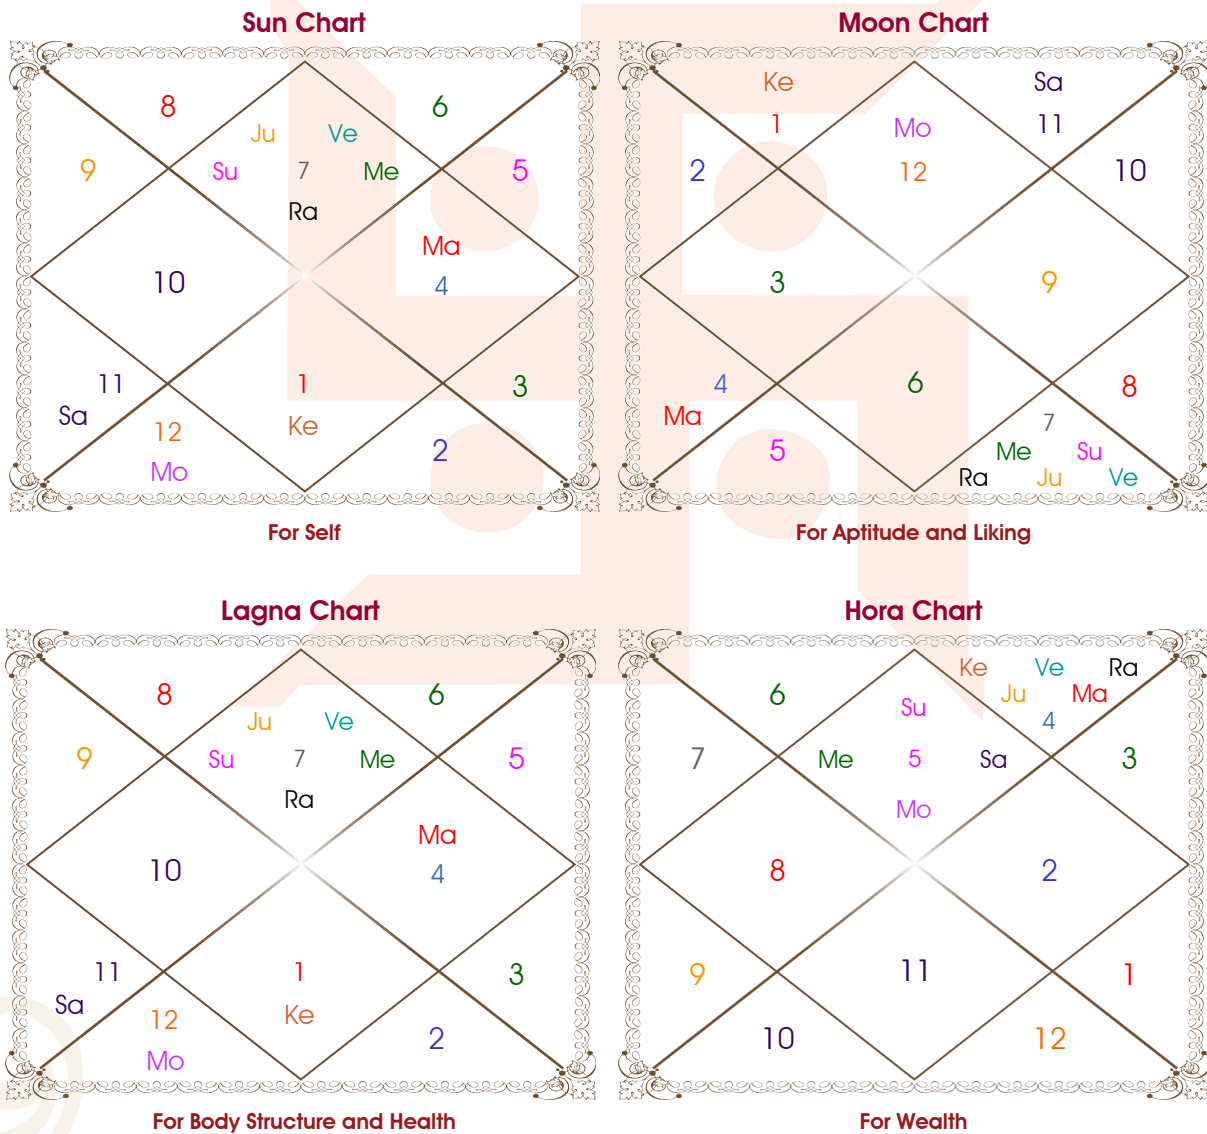 Sun Chart
8
6
Ju Ve
9
Su 7 Me
5
Ra
Ma
10
4
11
1
3
Sa
12
Ke
2
Mo
For Self
Moon Chart
Ke
Sa
1
Mo
11
2
12
10
3
9
4
6
8
Ma
7
5
Me Su
Ra Ju Ve
For Aptitude and Liking
Lagna Chart
8
6
Ju Ve
9
Su 7 Me
5
Ra
Ma
10
4
11
1
3
Sa
12
Ke
2
Mo
For Body Structure and Health
Hora Chart
Ke Ve Ra
6
Su
Ju Ma
4
7
Me 5 Sa
3
Mo
8
2
9
11
1
10
12
For Wealth